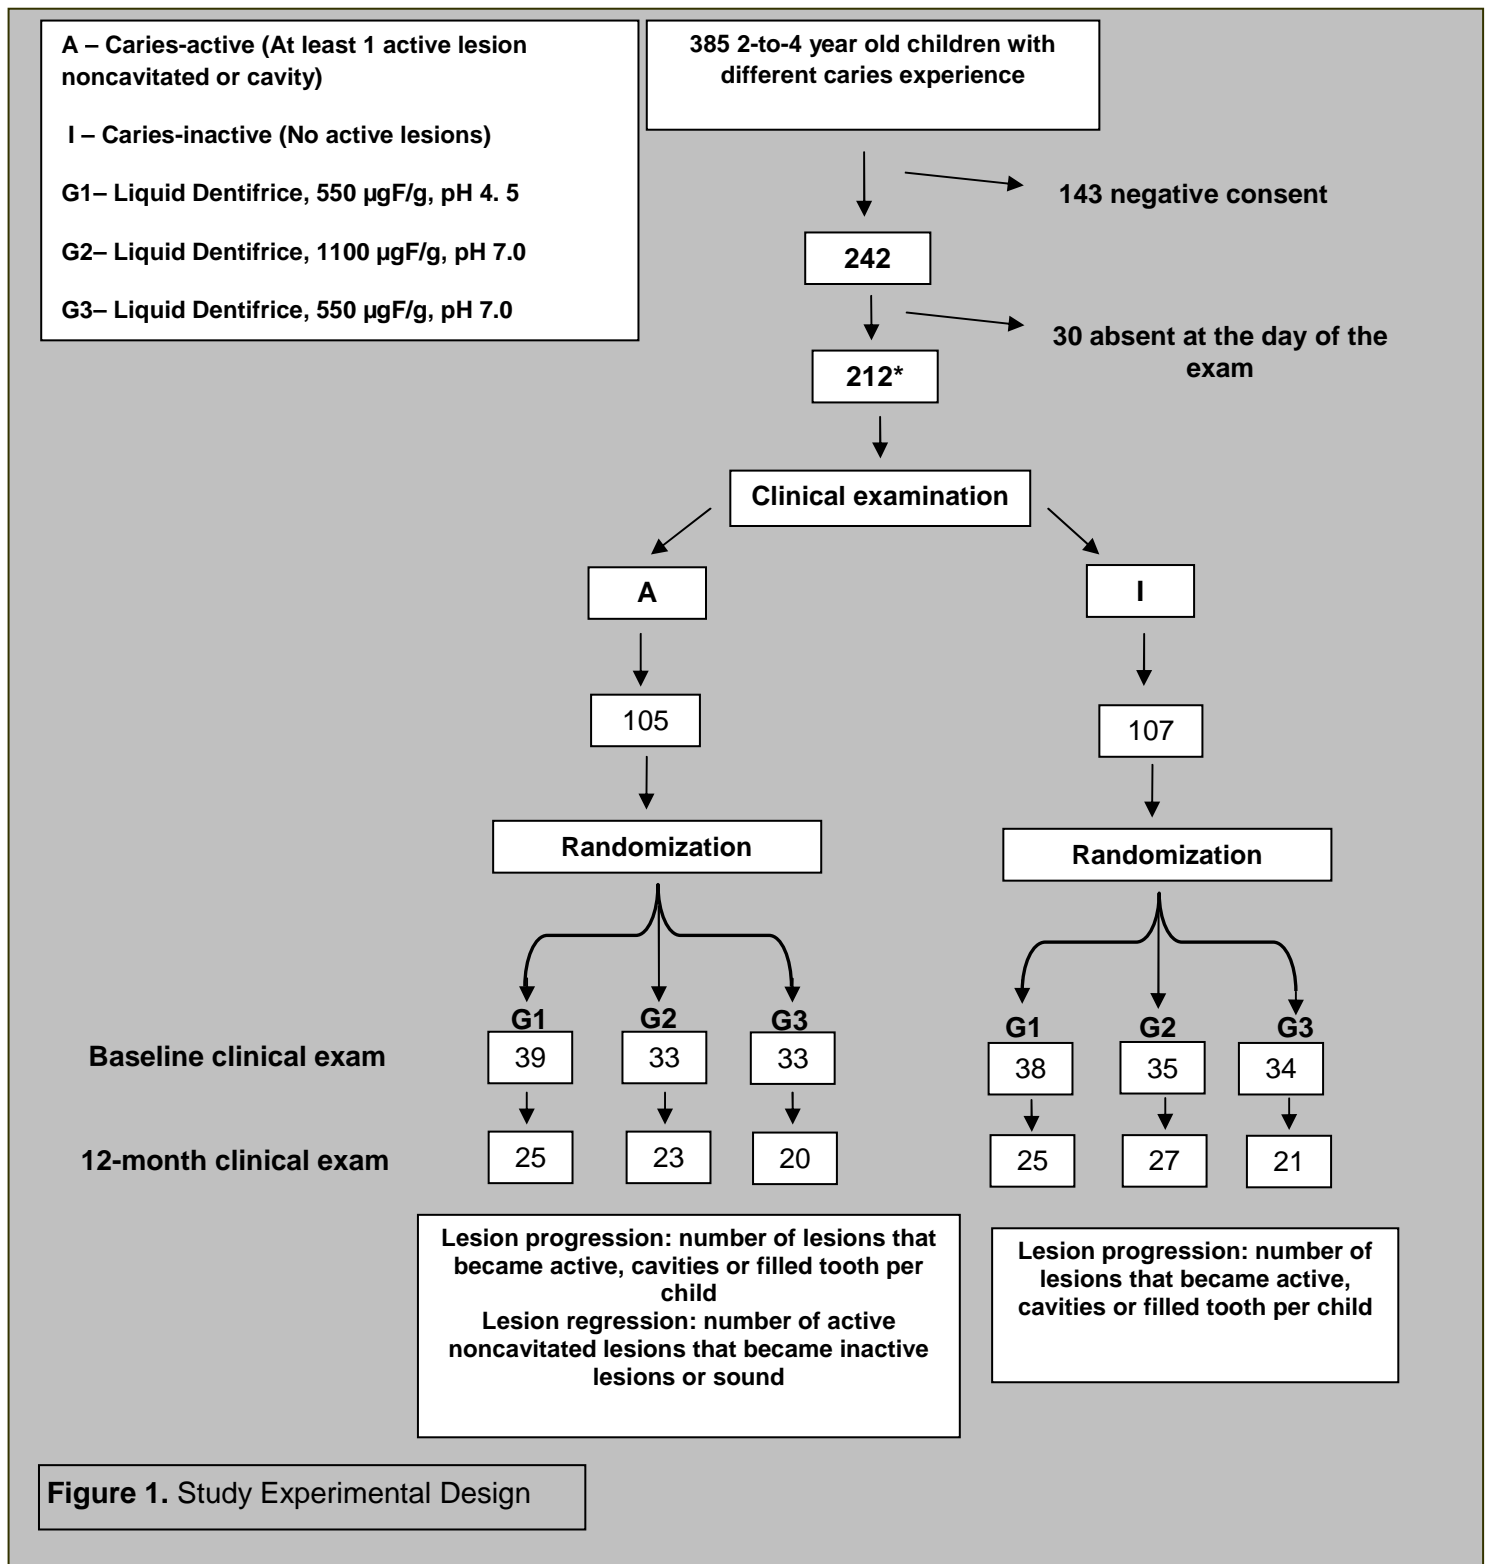 A – Caries-active (At least 1 active lesion
noncavitated or cavity)
I – Caries-inactive (No active lesions)
G1– Liquid Dentifrice, 550 µgF/g, pH 4. 5
G2– Liquid Dentifrice, 1100 µgF/g, pH 7.0
G3– Liquid Dentifrice, 550 µgF/g, pH 7.0
385 2-to-4 year old children with
different caries experience
143 negative consent
242
30 absent at the day of the
exam
212*
Clinical examination
A
I
105
107
Randomization
Randomization
G1 G2 G3
G1 G2 G3
Baseline clinical exam
39 33 33
38 35 34
12-month clinical exam
25 23 20
25 27 21
Lesion progression: number of lesions that
became active, cavities or filled tooth per
child
Lesion regression: number of active
noncavitated lesions that became inactive
lesions or sound
Lesion progression: number of
lesions that became active,
cavities or filled tooth per child
Figure 1. Study Experimental Design